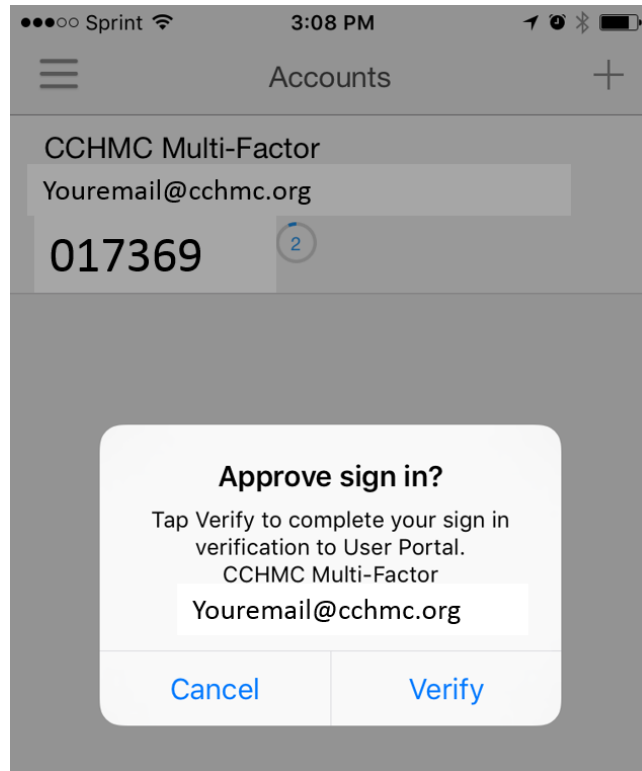 Sprint 3:08 PM
Accounts
CCHMC Multi-Factor
Youremail@cchmc.org
017369 2
Approve sign in?
Tap Verify to complete your sign in
verification to User Portal.
CCHMC Multi-Factor
Youremail@cchmc.org
Cancel Verify